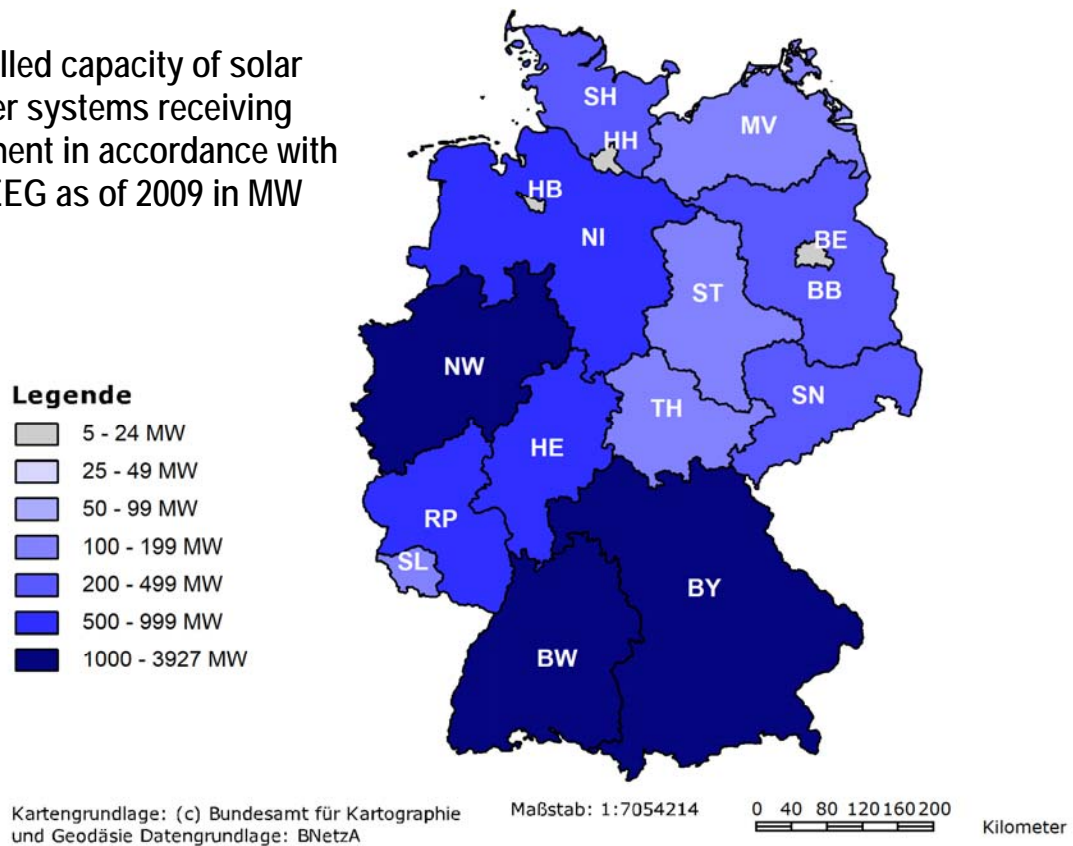 lled capacity of solar
er systems receiving
nent in accordance with
EEG as of 2009 in MW
SH
HH
MV
HB
NI
BE
BB
ST
NW
SN
TH
HE
RP
SL
BY
BW
Legende
5 - 24 MW
25 - 49 MW
50 - 99 MW
100 - 199 MW
200 - 499 MW
500 - 999 MW
1000 - 3927 MW
Kartengrundlage: (c) Bundesamt für Kartographie
und Geodäsie Datengrundlage: BNetzA
Maßstab: 1:7054214
0 40 80 120 160 200
Kilometer